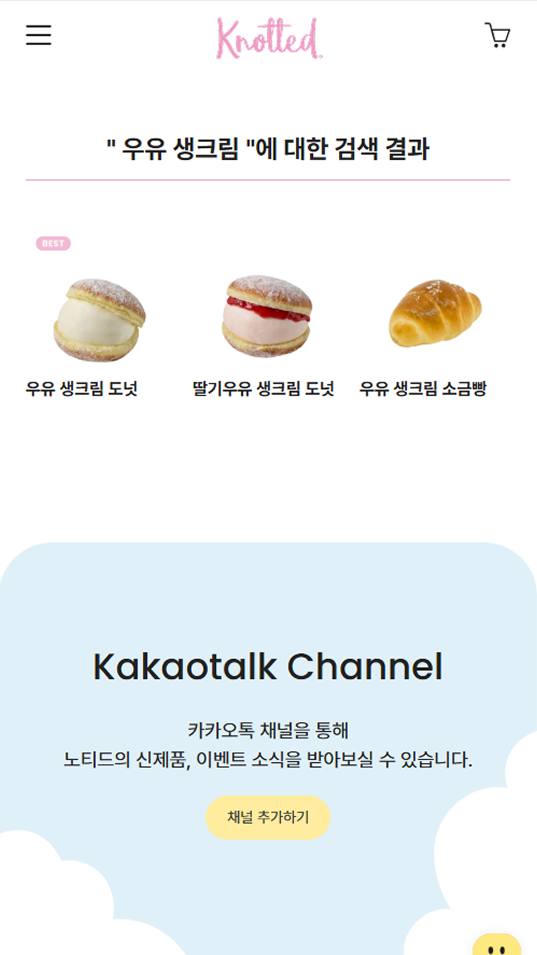 Knotted
" 우유 생크림 "에 대한 검색 결과
BEST
우유 생크림 도넛
딸기우유 생크림 도넛
우유 생크림 소금빵
Kakaotalk Channel
카카오톡 채널을 통해
노티드의 신제품, 이벤트 소식을 받아보실 수 있습니다.
채널 추가하기